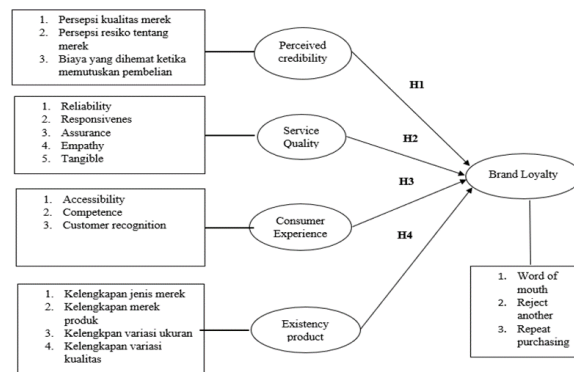 1. Persepsi kualitas merek
2. Persepsi resiko tentang
merek
3. Biaya yang dihemat ketika
memutuskan pembelian
Perceived
credibility
H1
1. Reliability
2. Responsivenes
3. Assurance
4. Empathy
5. Tangible
Service
Quality
H2
Brand Loyalty
H3
1. Accessibility
2. Competence
3. Customer recognition
Consumer
Experience
H4
1. Word of
mouth
2. Reject
another
3. Repeat
purchasing
1. Kelengkapan jenis merek
2. Kelengkapan merek
produk
3. Kelengkpan variasi ukuran
4. Kelengkapan variasi
kualitas
Existency
product